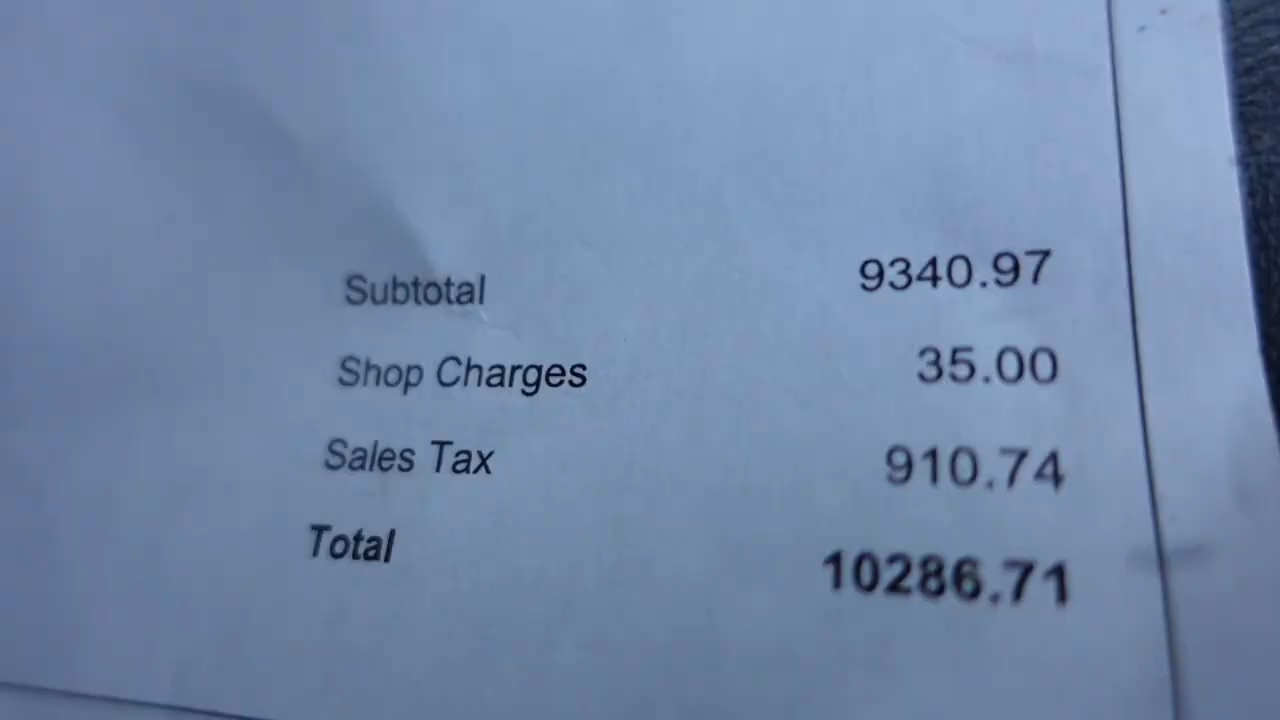 Subtotal 9340.97
Shop Charges 35.00
Sales Tax 910.74
Total 10286.71